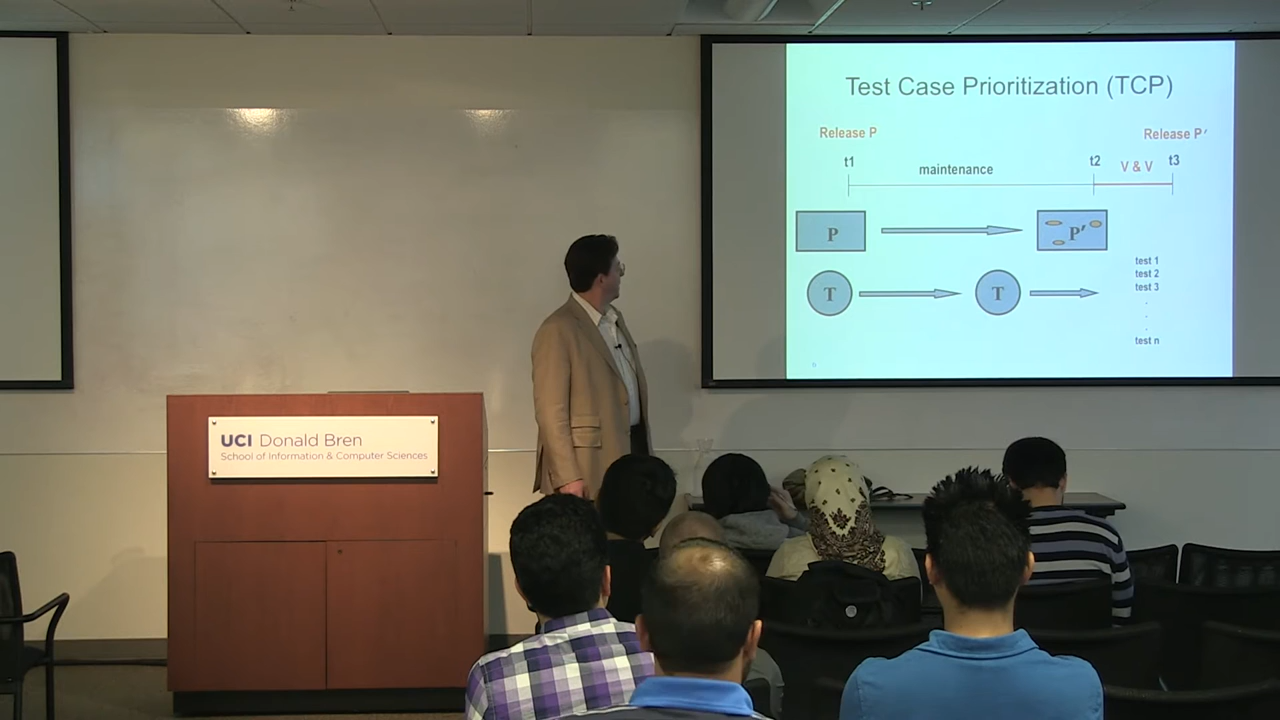 Test Case Prioritization (TCP)
Release P
Release P′
t1
maintenance
t2
V & V
t3
P
P′
test 1
test 2
test 3
.
.
.
test n
T
T
UCI Donald Bren
School of Information & Computer Sciences